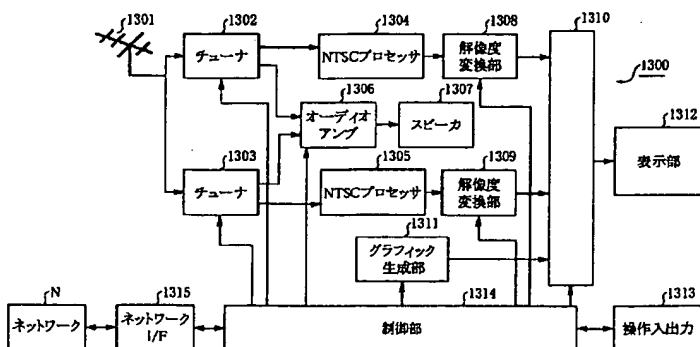 1301
1302
チューナ
1304
NTSCプロセッサ
1308
解像度
変換部
1310
1300
1306
オーディオ
アンプ
1307
スピーカ
1312
表示部
1303
チューナ
1305
NTSCプロセッサ
1309
解像度
変換部
1311
グラフィック
生成部
N
ネットワーク
1315
ネットワーク
I/F
1314
制御部
1313
操作入出力